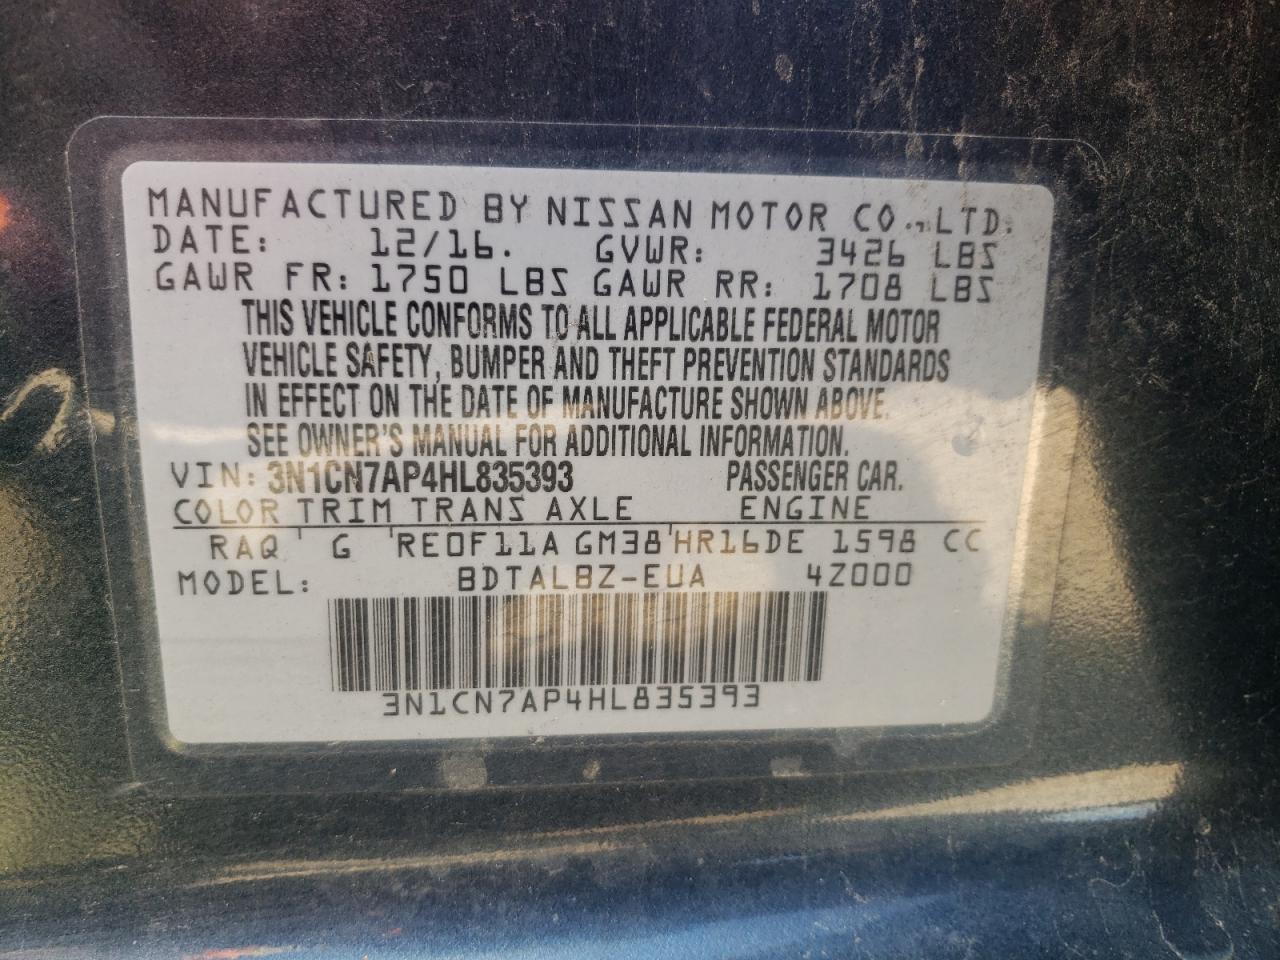 MANUFACTURED BY NISSAN MOTOR CO.,LTD.
DATE: 12/16. GVWR: 3426 LBS
GAWR FR: 1750 LBS GAWR RR: 1708 LBS
THIS VEHICLE CONFORMS TO ALL APPLICABLE FEDERAL MOTOR
VEHICLE SAFETY, BUMPER AND THEFT PREVENTION STANDARDS
IN EFFECT ON THE DATE OF MANUFACTURE SHOWN ABOVE.
SEE OWNER'S MANUAL FOR ADDITIONAL INFORMATION.
VIN: 3N1CN7AP4HL835393 PASSENGER CAR.
COLOR TRIM TRANS AXLE ENGINE
RAQ ' G 'RE0F11A GM38'HR16DE 1598 CC
MODEL: BDTALBZ-EUA 4Z000
3N1CN7AP4HL835393